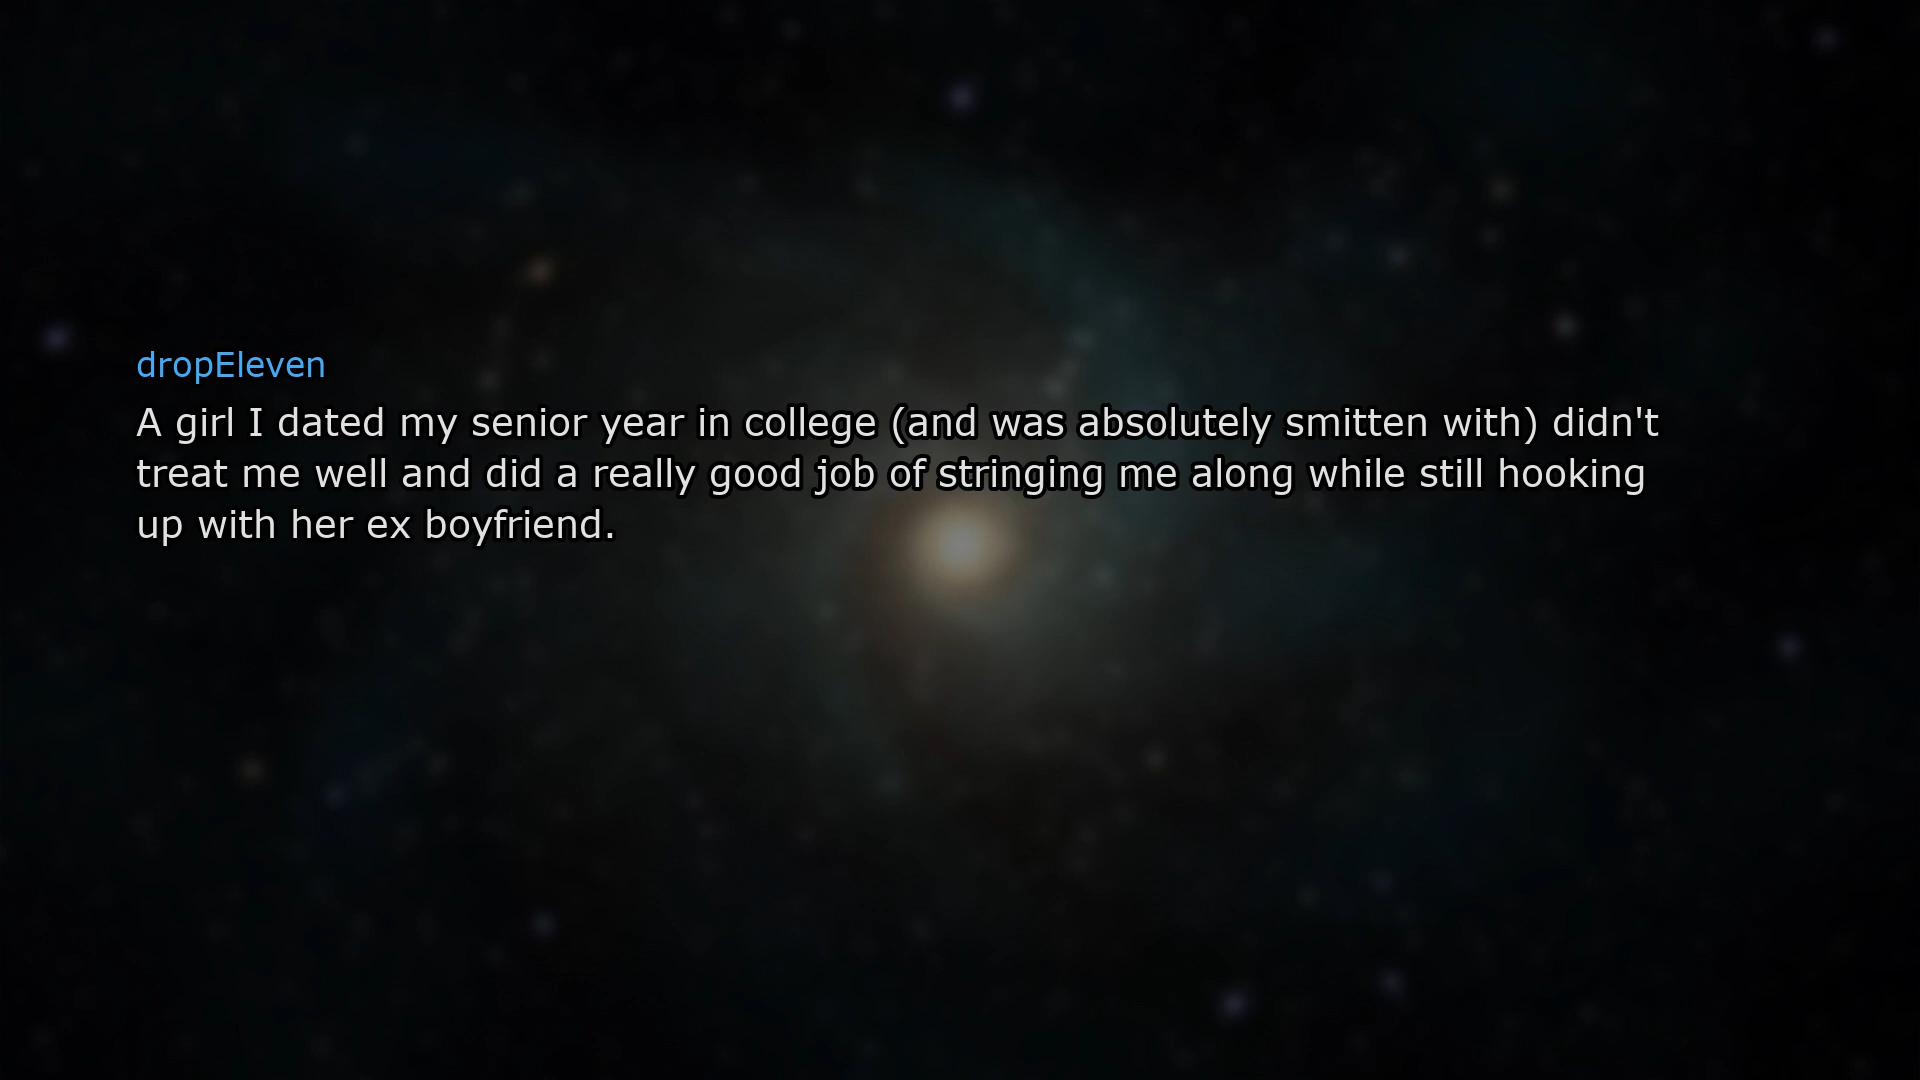 dropEleven
A girl I dated my senior year in college (and was absolutely smitten with) didn't
treat me well and did a really good job of stringing me along while still hooking
up with her ex boyfriend.